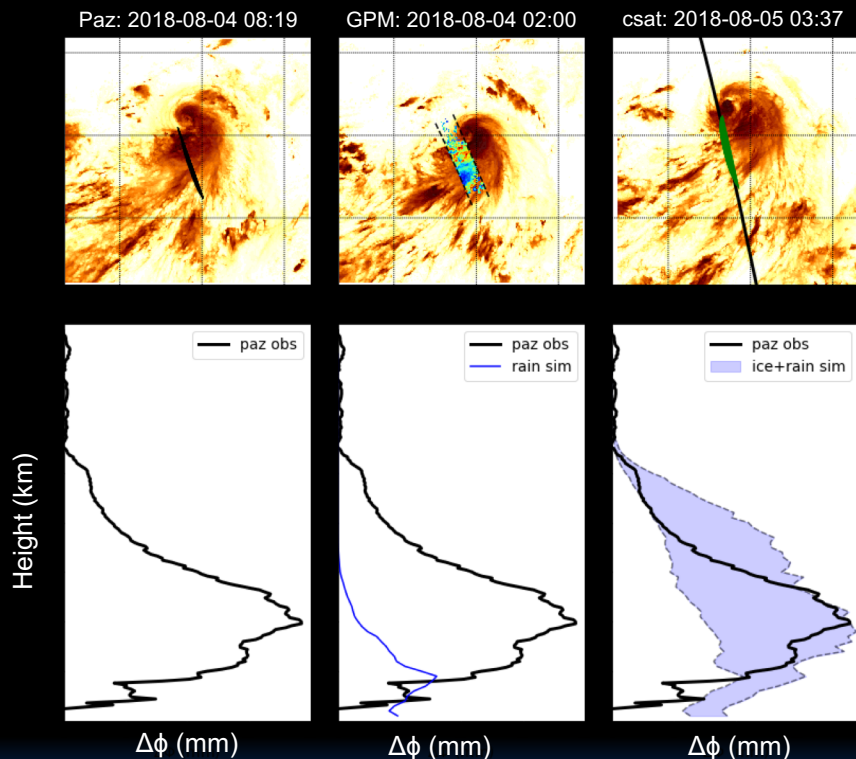 Paz: 2018-08-04 08:19
GPM: 2018-08-04 02:00
csat: 2018-08-05 03:37
paz obs
paz obs
rain sim
paz obs
ice+rain sim
Height (km)
Δϕ (mm)
Δϕ (mm)
Δϕ (mm)